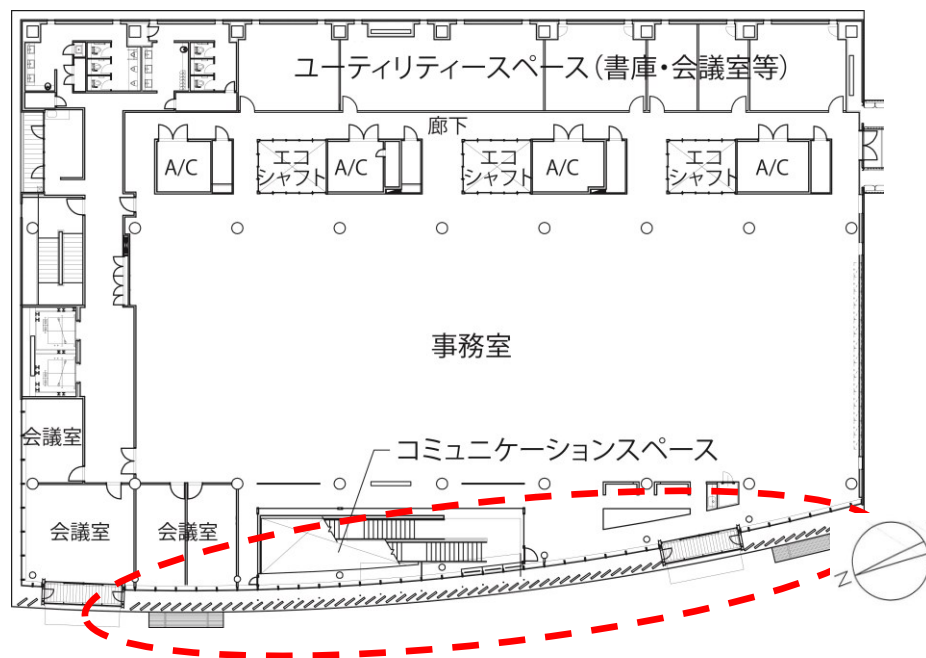 ユーティリティースペース(書庫・会議室等)
廊下
A/C
エコ
シャフト
A/C
エコ
シャフト
A/C
エコ
シャフト
A/C
事務室
会議室
コミュニケーションスペース
会議室
会議室
N